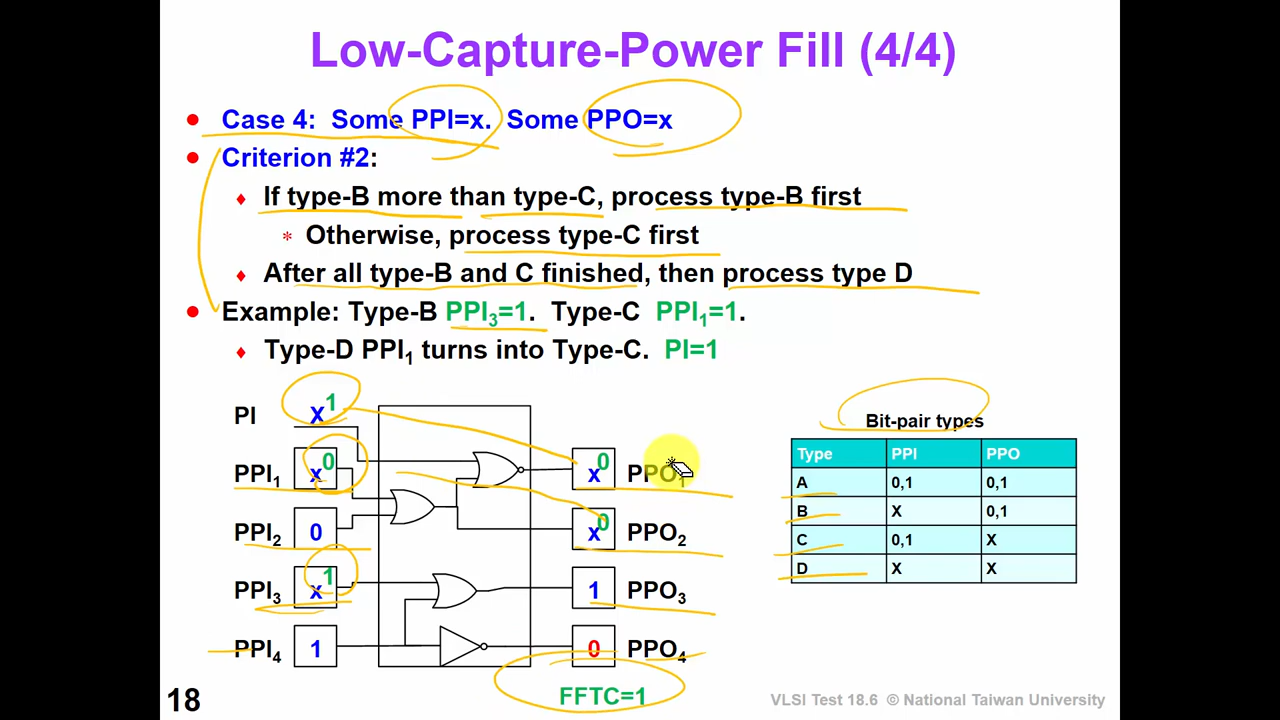 Low-Capture-Power Fill (4/4)
• Case 4: Some PPI=x. Some PPO=x
• Criterion #2:
♦ If type-B more than type-C, process type-B first
* Otherwise, process type-C first
♦ After all type-B and C finished, then process type D
• Example: Type-B PPI3=1. Type-C PPI1=1.
♦ Type-D PPI1 turns into Type-C. PI=1
PI x 1
PPI1 x 0 x 0 PPO1
PPI2 0 x 0 PPO2
PPI3 x 1 1 PPO3
PPI4 1 0 PPO4
FFTC=1
Bit-pair types
Type PPI PPO
A 0,1 0,1
B X 0,1
C 0,1 X
D X X
18
VLSI Test 18.6 © National Taiwan University